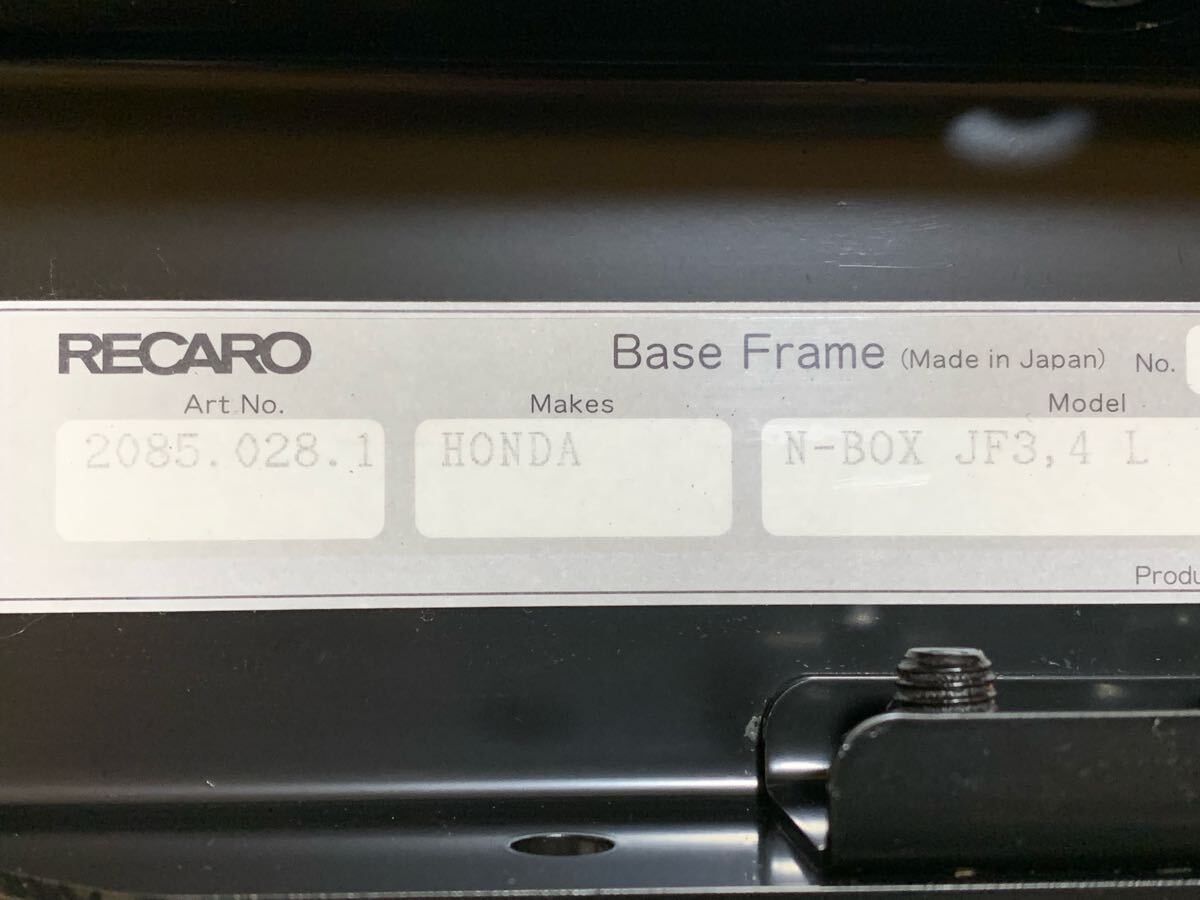 RECARO Base Frame (Made in Japan) No.
Art No. Makes Model
2085.028.1 HONDA N-BOX JF3,4 L
Produ